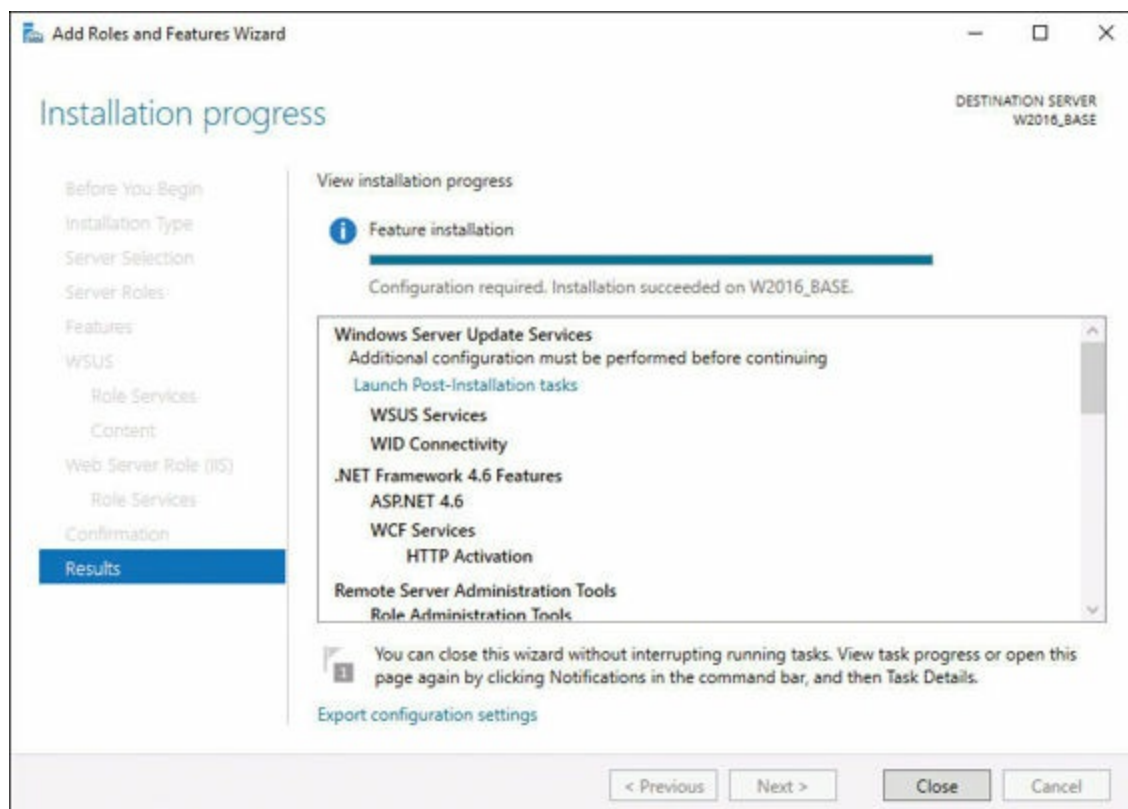 Add Roles and Features Wizard
Installation progress
DESTINATION SERVER
W2016_BASE
Before You Begin
Installation Type
Server Selection
Server Roles
Features
WSUS
Role Services
Content
Web Server Role (IIS)
Role Services
Confirmation
Results
View installation progress
Feature installation
Configuration required. Installation succeeded on W2016_BASE.
Windows Server Update Services
Additional configuration must be performed before continuing
Launch Post-Installation tasks
WSUS Services
WID Connectivity
.NET Framework 4.6 Features
ASP.NET 4.6
WCF Services
HTTP Activation
Remote Server Administration Tools
Role Administration Tools
1
You can close this wizard without interrupting running tasks. View task progress or open this
page again by clicking Notifications in the command bar, and then Task Details.
Export configuration settings
< Previous
Next >
Close
Cancel